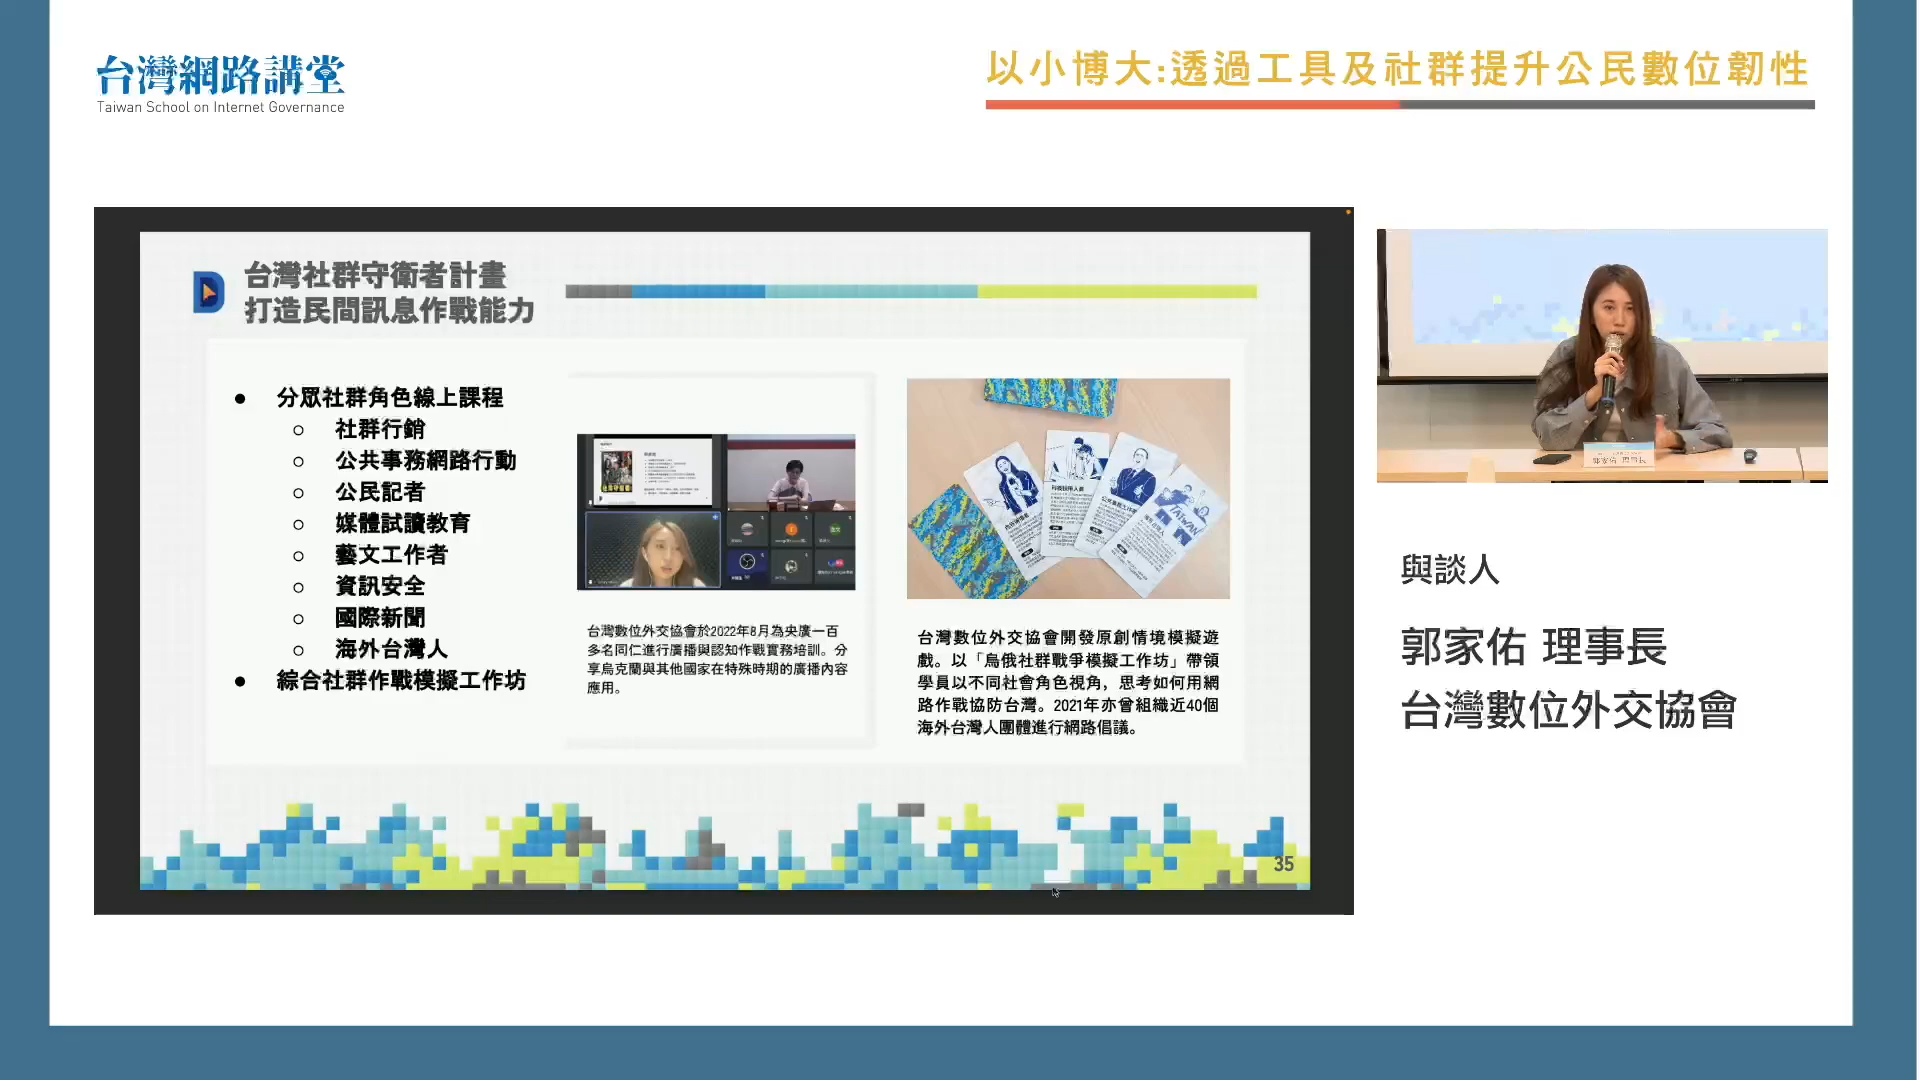 台灣網路講堂
Taiwan School on Internet Governance
以小博大:透過工具及社群提升公民數位韌性
台灣社群守衛者計畫
打造民間訊息作戰能力
● 分眾社群角色線上課程
○ 社群行銷
○ 公共事務網路行動
○ 公民記者
○ 媒體試讀教育
○ 藝文工作者
○ 資訊安全
○ 國際新聞
○ 海外台灣人
● 綜合社群作戰模擬工作坊
台灣數位外交協會於2022年8月為央廣一百
多名同仁進行廣播與認知作戰實務培訓。分
享烏克蘭與其他國家在特殊時期的廣播內容
應用。
TAIWAN
台灣數位外交協會開發原創情境模擬遊
戲。以「烏俄社群戰爭模擬工作坊」帶領
學員以不同社會角色視角，思考如何用網
路作戰協防台灣。2021年亦曾組織近40個
海外台灣人團體進行網路倡議。
35
郭家佑 理事長
與談人
郭家佑 理事長
台灣數位外交協會